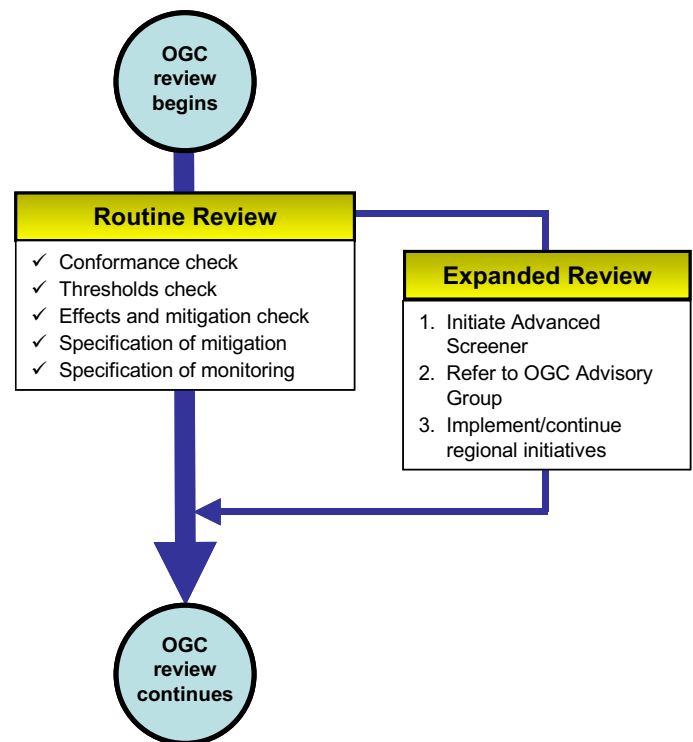 OGC
review
begins
Routine Review
✓ Conformance check
✓ Thresholds check
✓ Effects and mitigation check
✓ Specification of mitigation
✓ Specification of monitoring
Expanded Review
1. Initiate Advanced
Screener
2. Refer to OGC Advisory
Group
3. Implement/continue
regional initiatives
OGC
review
continues